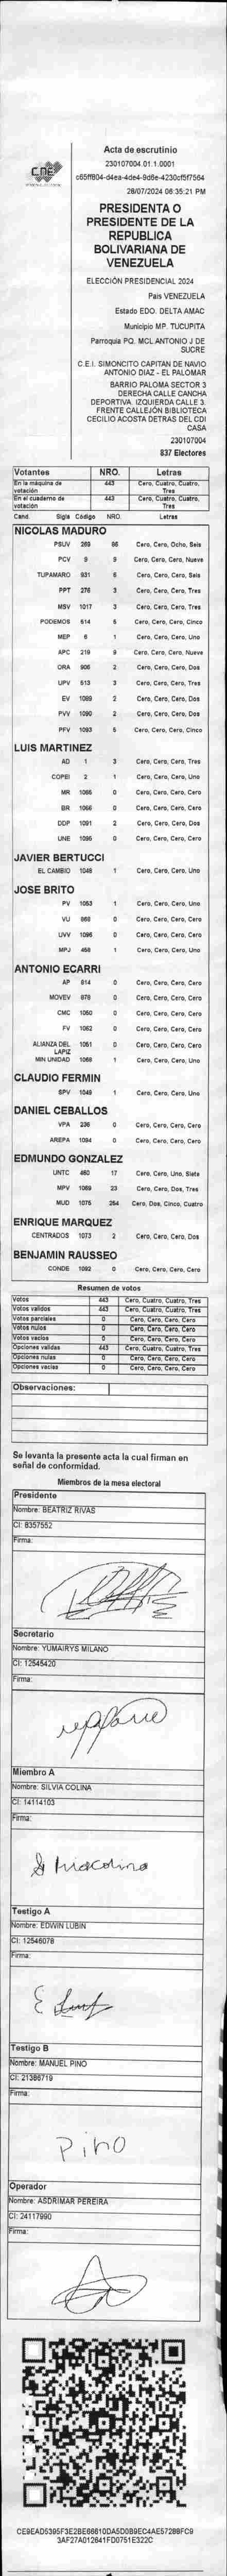 CNE
Acta de escrutinio
230107004.01.1.0001
c65ff804-d4ea-4de4-9d6e-4230cf5f7564
28/07/2024 06:35:21 PM
PRESIDENTA O
PRESIDENTE DE LA
REPUBLICA
BOLIVARIANA DE
VENEZUELA
ELECCIÓN PRESIDENCIAL 2024
Pais VENEZUELA
Estado EDO. DELTA AMAC
Municipio MP. TUCUPITA
Parroquia PQ. MCL ANTONIO J DE
SUCRE
C.E.I. SIMONCITO CAPITAN DE NAVIO
ANTONIO DIAZ - EL PALOMAR
BARRIO PALOMA SECTOR 3
DERECHA CALLE CANCHA
DEPORTIVA. IZQUIERDA CALLE 3.
FRENTE CALLEJÓN BIBLIOTECA
CECILIO ACOSTA DETRAS DEL CDI
CASA
230107004
837 Electores
Votantes NRO. Letras
En la máquina de votación 443 Cero, Cuatro, Cuatro, Tres
En el cuaderno de votación 443 Cero, Cuatro, Cuatro, Tres
Cand. Sigla Código NRO. Letras
NICOLAS MADURO
PSUV 269 86 Cero, Cero, Ocho, Seis
PCV 9 9 Cero, Cero, Cero, Nueve
TUPAMARO 931 6 Cero, Cero, Cero, Seis
PPT 276 3 Cero, Cero, Cero, Tres
MSV 1017 3 Cero, Cero, Cero, Tres
PODEMOS 514 5 Cero, Cero, Cero, Cinco
MEP 6 1 Cero, Cero, Cero, Uno
APC 219 9 Cero, Cero, Cero, Nueve
ORA 906 2 Cero, Cero, Cero, Dos
UPV 513 3 Cero, Cero, Cero, Tres
EV 1089 2 Cero, Cero, Cero, Dos
PVV 1090 2 Cero, Cero, Cero, Dos
PFV 1093 5 Cero, Cero, Cero, Cinco
LUIS MARTINEZ
AD 1 3 Cero, Cero, Cero, Tres
COPEI 2 1 Cero, Cero, Cero, Uno
MR 1065 0 Cero, Cero, Cero, Cero
BR 1066 0 Cero, Cero, Cero, Cero
DDP 1091 2 Cero, Cero, Cero, Dos
UNE 1095 0 Cero, Cero, Cero, Cero
JAVIER BERTUCCI
EL CAMBIO 1048 1 Cero, Cero, Cero, Uno
JOSE BRITO
PV 1053 1 Cero, Cero, Cero, Uno
VU 868 0 Cero, Cero, Cero, Cero
UVV 1096 0 Cero, Cero, Cero, Cero
MPJ 458 1 Cero, Cero, Cero, Uno
ANTONIO ECARRI
AP 814 0 Cero, Cero, Cero, Cero
MOVEV 978 0 Cero, Cero, Cero, Cero
CMC 1050 0 Cero, Cero, Cero, Cero
FV 1062 0 Cero, Cero, Cero, Cero
ALIANZA DEL LAPIZ 1051 0 Cero, Cero, Cero, Cero
MIN UNIDAD 1068 1 Cero, Cero, Cero, Uno
CLAUDIO FERMIN
SPV 1049 1 Cero, Cero, Cero, Uno
DANIEL CEBALLOS
VPA 236 0 Cero, Cero, Cero, Cero
AREPA 1094 0 Cero, Cero, Cero, Cero
EDMUNDO GONZALEZ
UNTC 460 17 Cero, Cero, Uno, Siete
MPV 1069 23 Cero, Cero, Dos, Tres
MUD 1075 254 Cero, Dos, Cinco, Cuatro
ENRIQUE MARQUEZ
CENTRADOS 1073 2 Cero, Cero, Cero, Dos
BENJAMIN RAUSSEO
CONDE 1092 0 Cero, Cero, Cero, Cero
Resumen de votos
Votos 443 Cero, Cuatro, Cuatro, Tres
Votos validos 443 Cero, Cuatro, Cuatro, Tres
Votos parciales 0 Cero, Cero, Cero, Cero
Votos nulos 0 Cero, Cero, Cero, Cero
Votos vacios 0 Cero, Cero, Cero, Cero
Opciones validas 443 Cero, Cuatro, Cuatro, Tres
Opciones nulas 0 Cero, Cero, Cero, Cero
Opciones vacias 0 Cero, Cero, Cero, Cero
Observaciones:
Se levanta la presente acta la cual firman en
señal de conformidad.
Miembros de la mesa electoral
Presidente
Nombre: BEATRIZ RIVAS
CI: 8357552
Firma:
Secretario
Nombre: YUMAIRYS MILANO
CI: 12545420
Firma:
Miembro A
Nombre: SILVIA COLINA
CI: 14114103
Firma:
Testigo A
Nombre: EDWIN LUBIN
CI: 12546078
Firma:
Testigo B
Nombre: MANUEL PINO
CI: 21386719
Firma:
Pino
Operador
Nombre: ASDRIMAR PEREIRA
CI: 24117990
Firma:
CE9EAD5395F3E2BE66610DA5D0B9EC4AE57288FC9
3AF27A012641FD0751E322C